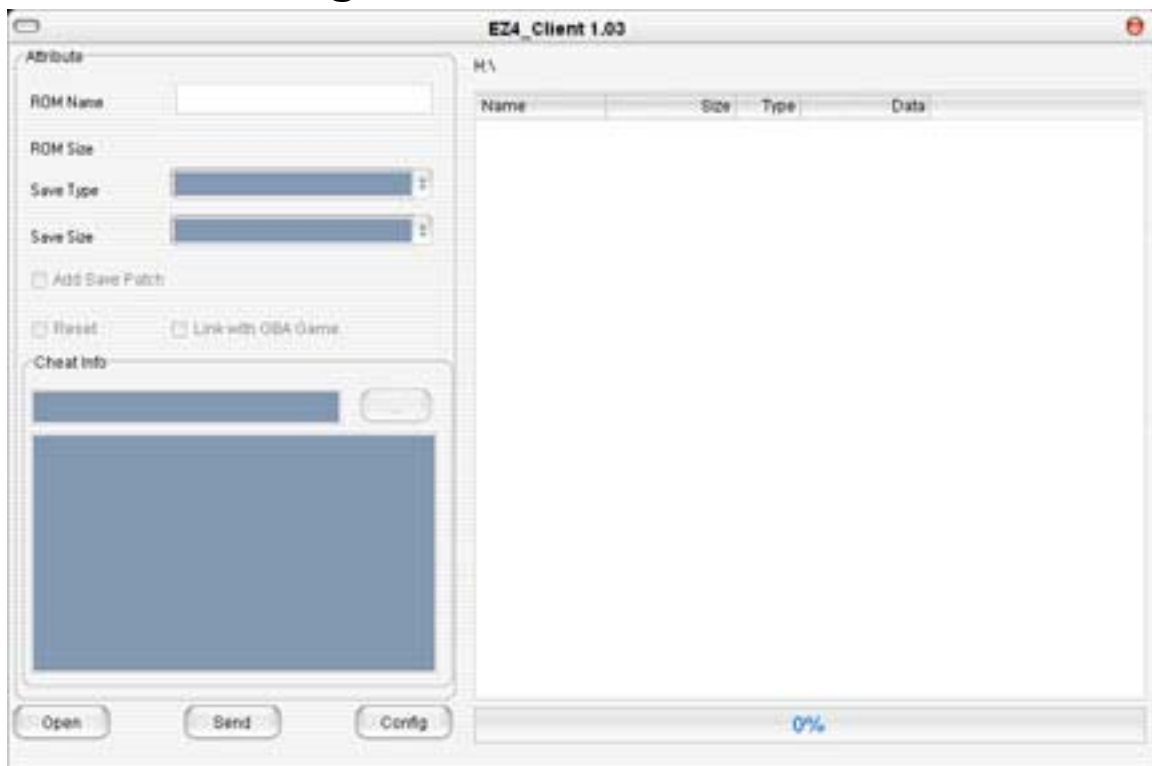 EZ4_Client 1.03
Attribute
ROM Name
ROM Size
Save Type
Save Size
Add Save Patch
Reset
Link with GBA Game
Cheat Info
...
Open
Send
Config
H:\
Name Size Type Data
0%